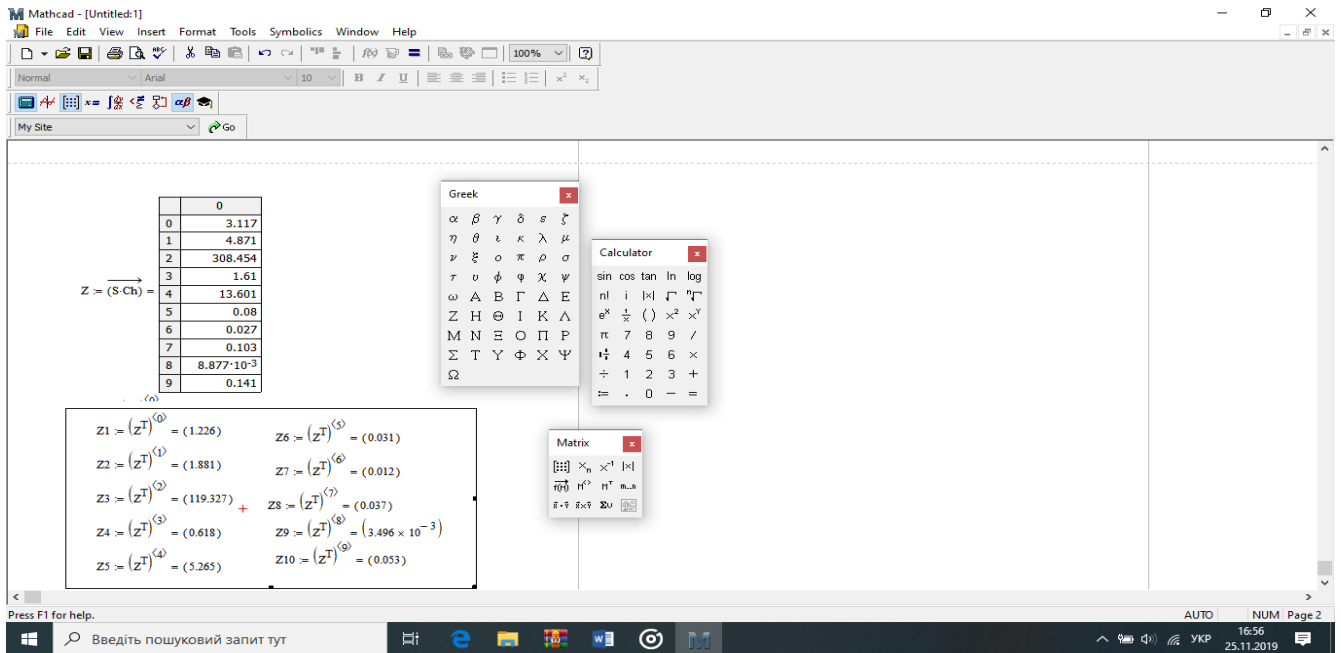 Mathcad - [Untitled:1]
File Edit View Insert Format Tools Symbolics Window Help
100%
Normal Arial 10 B I U
My Site Go
0
0 3.117
1 4.871
2 308.454
3 1.61
4 13.601
5 0.08
6 0.027
7 0.103
8 8.877·10⁻³
9 0.141
Z := (S·Ch) =
Z1 := (Z^T)^⟨0⟩ = (1.226)
Z2 := (Z^T)^⟨1⟩ = (1.881)
Z3 := (Z^T)^⟨2⟩ = (119.327)
Z4 := (Z^T)^⟨3⟩ = (0.618)
Z5 := (Z^T)^⟨4⟩ = (5.265)
Z6 := (Z^T)^⟨5⟩ = (0.031)
Z7 := (Z^T)^⟨6⟩ = (0.012)
Z8 := (Z^T)^⟨7⟩ = (0.037)
Z9 := (Z^T)^⟨8⟩ = (3.496 × 10⁻³)
Z10 := (Z^T)^⟨9⟩ = (0.053)
Greek
α β γ δ ε ζ
η θ ι κ λ μ
ν ξ ο π ρ σ
τ υ ϕ φ χ ψ
ω Α Β Γ Δ Ε
Ζ Η Θ Ι Κ Λ
Μ Ν Ξ Ο Π Ρ
Σ Τ Υ Φ Χ Ψ
Ω
Calculator
sin cos tan ln log
n! i |×| √ ⁿ√
eˣ 1/x ( ) ×² ×ʸ
π 7 8 9 /
4 5 6 ×
÷ 1 2 3 +
:= . 0 − =
Matrix
×ₙ ×⁻¹ |×|
f(M) M^<> Mᵀ m..n
Συ
Press F1 for help. AUTO NUM Page 2
Введіть пошуковий запит тут
УКР
16:56
25.11.2019